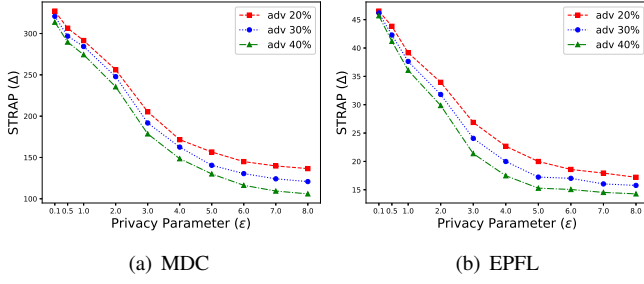 adv 20%
adv 30%
adv 40%
STRAP (Δ)
300
250
200
150
100
0.1 0.5 1.0 2.0 3.0 4.0 5.0 6.0 7.0 8.0
Privacy Parameter (ε)
(a) MDC
adv 20%
adv 30%
adv 40%
STRAP (Δ)
45
40
35
30
25
20
15
0.1 0.5 1.0 2.0 3.0 4.0 5.0 6.0 7.0 8.0
Privacy Parameter (ε)
(b) EPFL